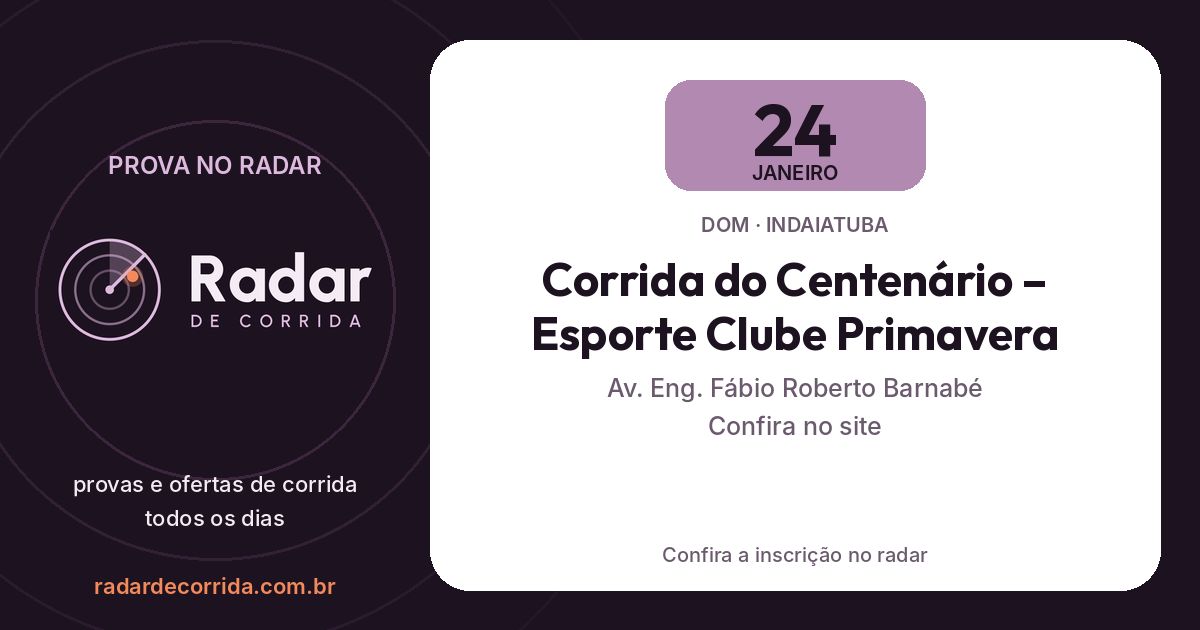 PROVA NO RADAR
Radar
DE CORRIDA
provas e ofertas de corrida
todos os dias
radardecorrida.com.br
24
JANEIRO
DOM · INDAIATUBA
Corrida do Centenário –
Esporte Clube Primavera
Av. Eng. Fábio Roberto Barnabé
Confira no site
Confira a inscrição no radar